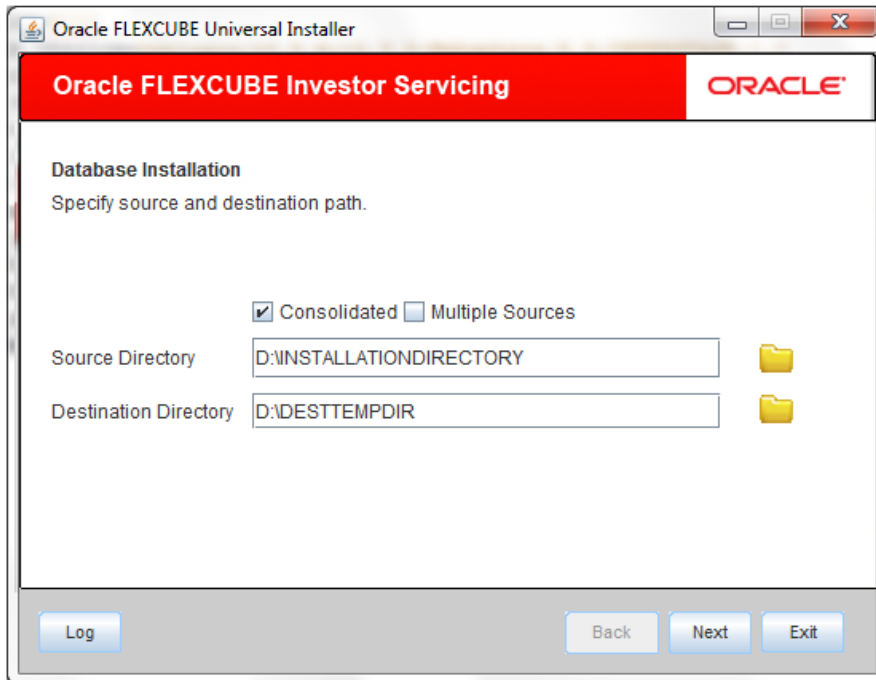 Oracle FLEXCUBE Universal Installer
Oracle FLEXCUBE Investor Servicing
ORACLE
Database Installation
Specify source and destination path.
Consolidated Multiple Sources
Source Directory D:\INSTALLATIONDIRECTORY
Destination Directory D:\DESTTEMPDIR
Log Back Next Exit